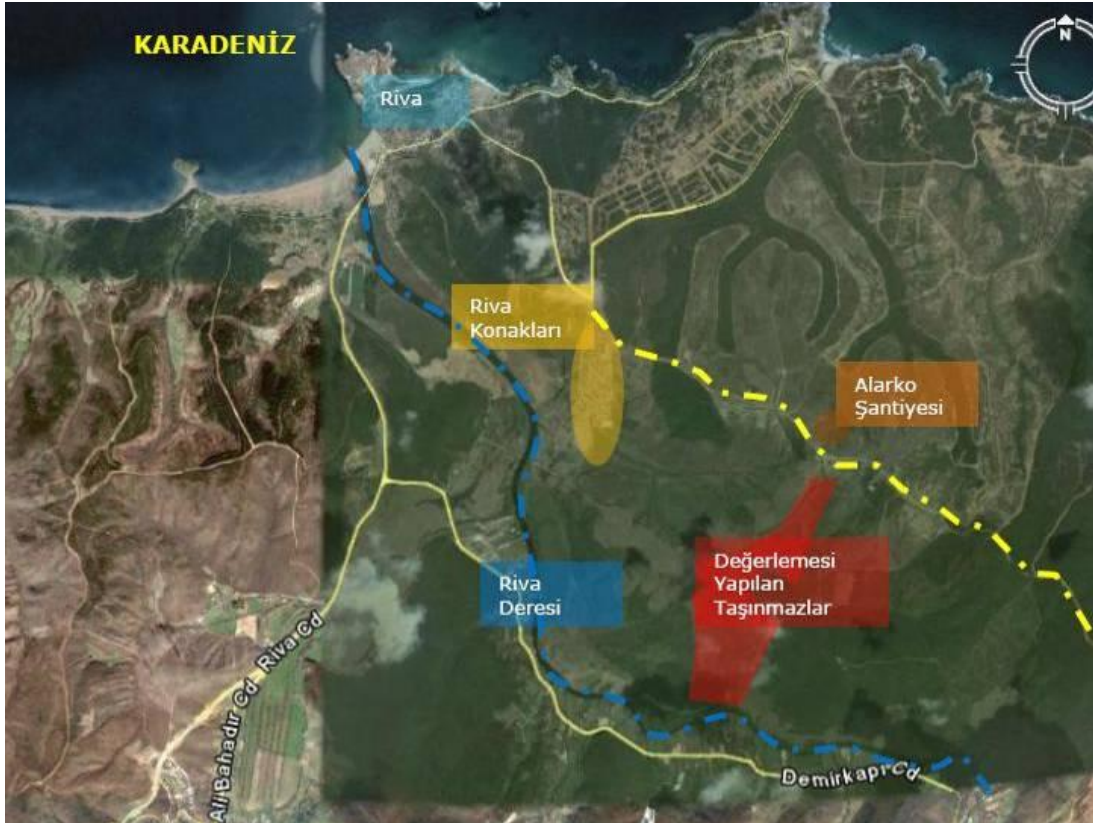 KARADENİZ
N
Riva
Riva
Konakları
Alarko
Şantiyesi
Değerlemesi
Yapılan
Taşınmazlar
Riva
Deresi
Ali Bahadır Cd
Riva Cd
Demirkapı Cd